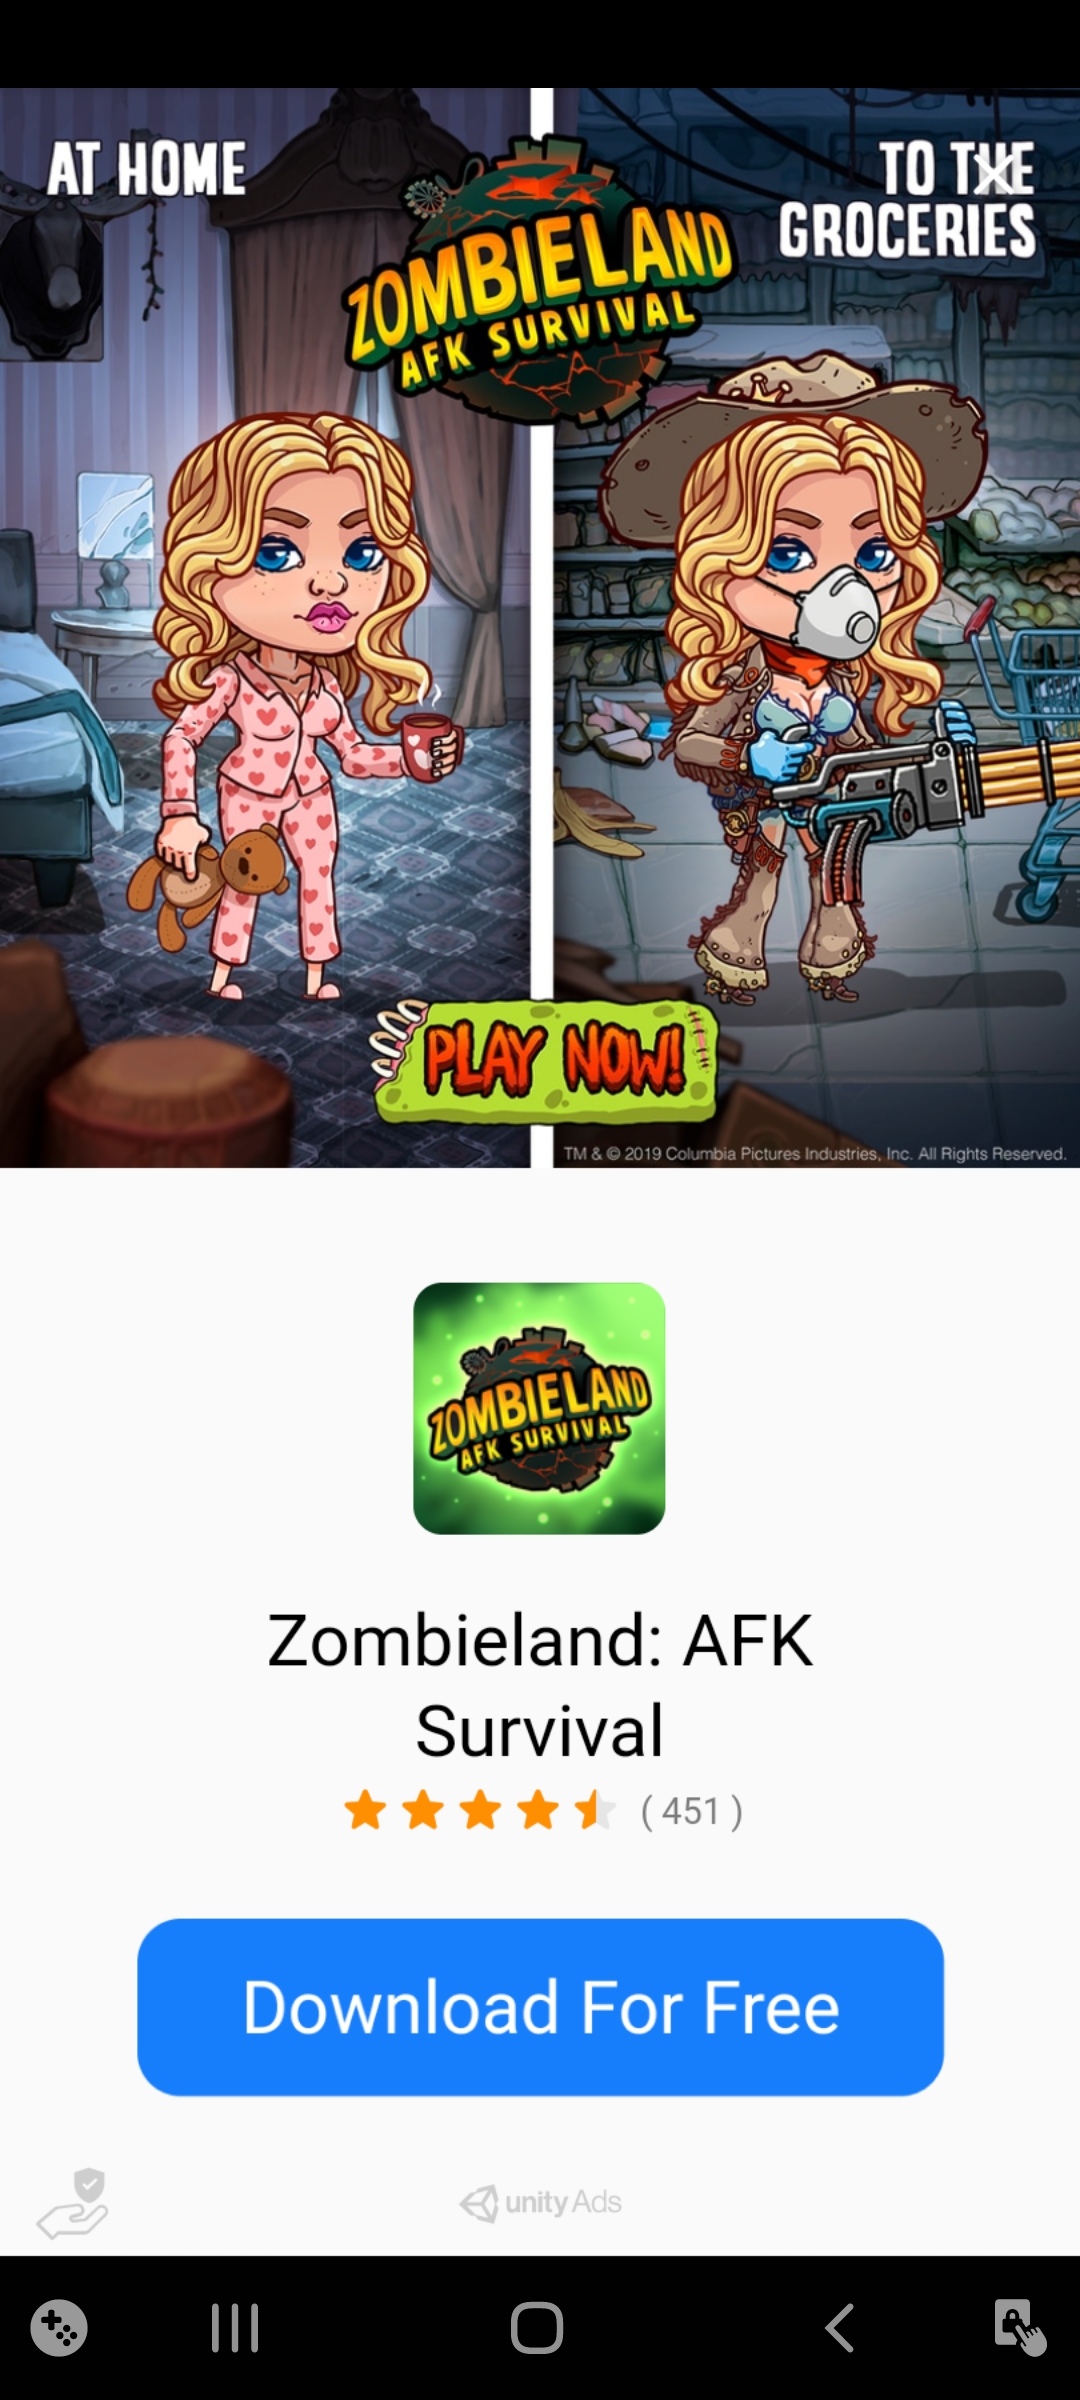 AT HOME
TO THE
GROCERIES
ZOMBIELAND
AFK SURVIVAL
PLAY NOW!
TM & © 2019 Columbia Pictures Industries, Inc. All Rights Reserved.
ZOMBIELAND
AFK SURVIVAL
Zombieland: AFK
Survival
( 451 )
Download For Free
unity Ads